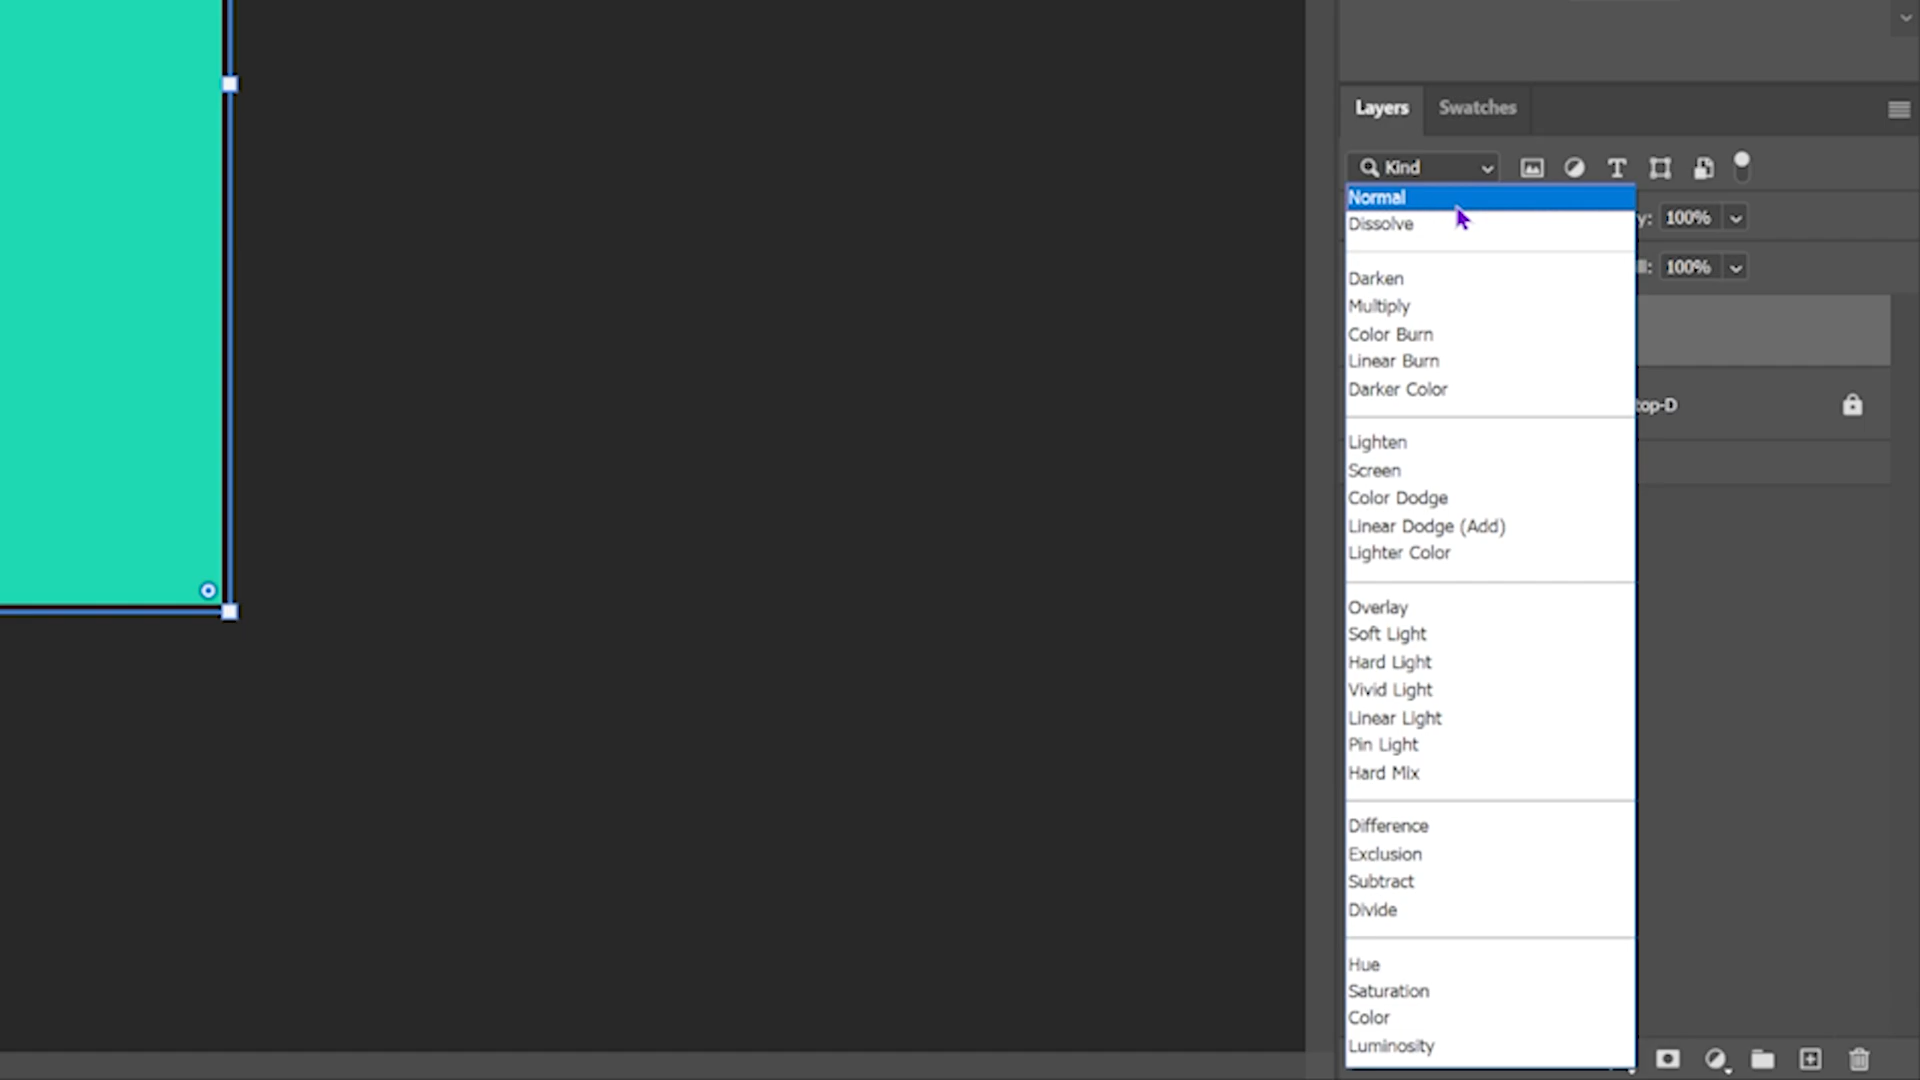 Layers Swatches
Kind
Normal
Dissolve
y: 100%
Darken
100%
Multiply
Color Burn
Linear Burn
Darker Color
top-D
Lighten
Screen
Color Dodge
Linear Dodge (Add)
Lighter Color
Overlay
Soft Light
Hard Light
Vivid Light
Linear Light
Pin Light
Hard Mix
Difference
Exclusion
Subtract
Divide
Hue
Saturation
Color
Luminosity